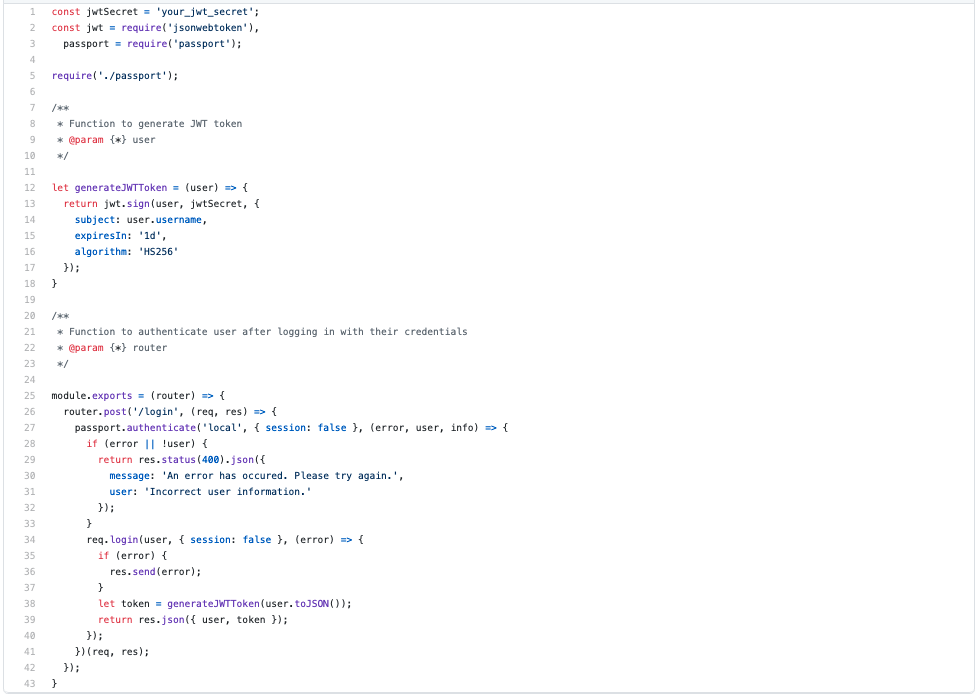 1 const jwtSecret = 'your_jwt_secret';
2 const jwt = require('jsonwebtoken'),
3   passport = require('passport');
4
5 require('./passport');
6
7 /**
8  * Function to generate JWT token
9  * @param {*} user
10  */
11
12 let generateJWTToken = (user) => {
13   return jwt.sign(user, jwtSecret, {
14     subject: user.username,
15     expiresIn: '1d',
16     algorithm: 'HS256'
17   });
18 }
19
20 /**
21  * Function to authenticate user after logging in with their credentials
22  * @param {*} router
23  */
24
25 module.exports = (router) => {
26   router.post('/login', (req, res) => {
27     passport.authenticate('local', { session: false }, (error, user, info) => {
28       if (error || !user) {
29         return res.status(400).json({
30           message: 'An error has occured. Please try again.',
31           user: 'Incorrect user information.'
32         });
33       }
34       req.login(user, { session: false }, (error) => {
35         if (error) {
36           res.send(error);
37         }
38         let token = generateJWTToken(user.toJSON());
39         return res.json({ user, token });
40       });
41     })(req, res);
42   });
43 }